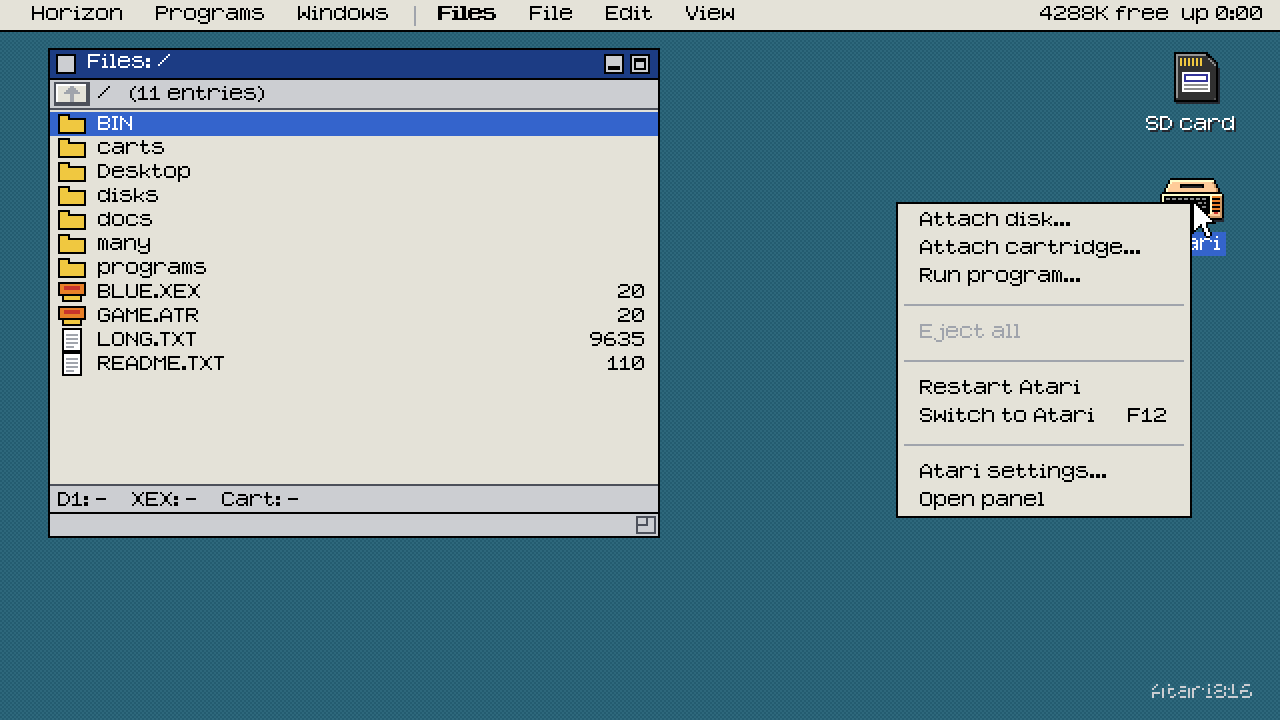 Horizon Programs Windows | Files File Edit View 4288K free up 0:00
Files: /
/ (11 entries)
BIN
carts
Desktop
disks
docs
many
programs
BLUE.XEX 20
GAME.ATR 20
LONG.TXT 9635
README.TXT 110
D1: - XEX: - Cart: -
SD card
ari
Attach disk...
Attach cartridge...
Run program...
Eject all
Restart Atari
Switch to Atari F12
Atari settings...
Open panel
Atari816